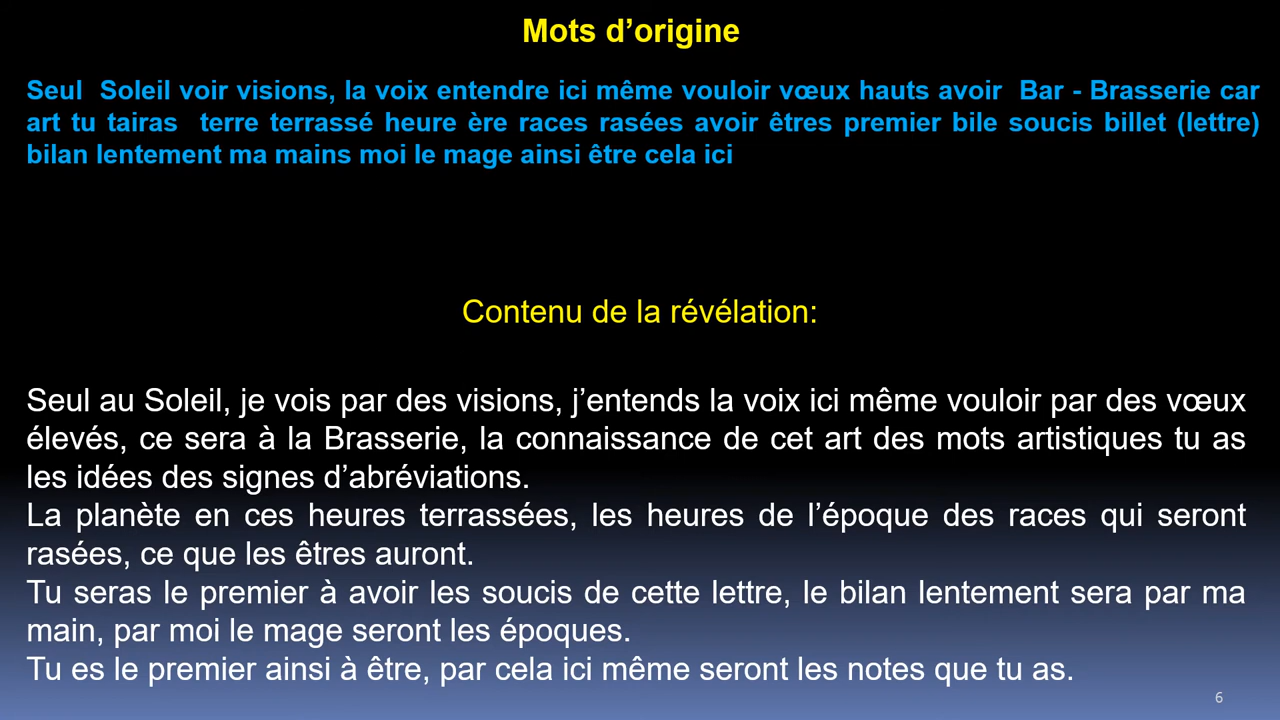 Mots d’origine
Seul Soleil voir visions, la voix entendre ici même vouloir vœux hauts avoir Bar - Brasserie car
art tu tairas terre terrassé heure ère races rasées avoir êtres premier bile soucis billet (lettre)
bilan lentement ma mains moi le mage ainsi être cela ici
Contenu de la révélation:
Seul au Soleil, je vois par des visions, j’entends la voix ici même vouloir par des vœux
élevés, ce sera à la Brasserie, la connaissance de cet art des mots artistiques tu as
les idées des signes d’abréviations.
La planète en ces heures terrassées, les heures de l’époque des races qui seront
rasées, ce que les êtres auront.
Tu seras le premier à avoir les soucis de cette lettre, le bilan lentement sera par ma
main, par moi le mage seront les époques.
Tu es le premier ainsi à être, par cela ici même seront les notes que tu as.
6